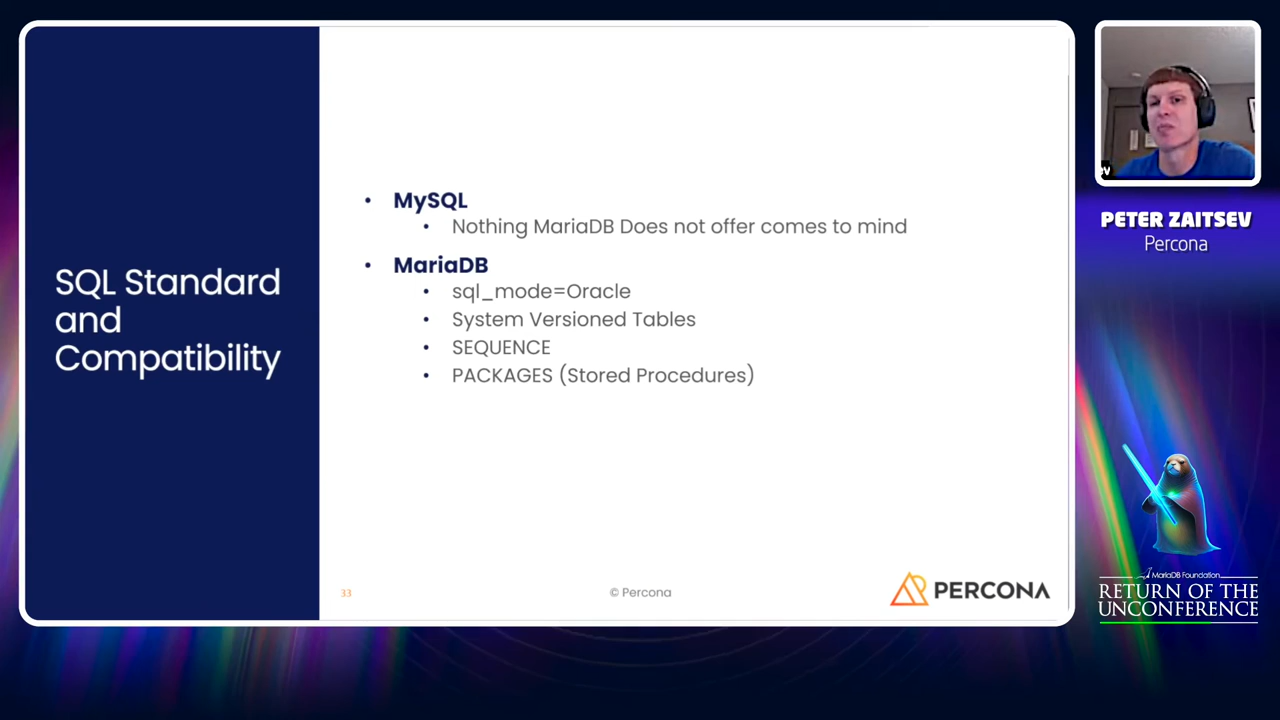 SQL Standard
and
Compatibility
• MySQL
• Nothing MariaDB Does not offer comes to mind
• MariaDB
• sql_mode=Oracle
• System Versioned Tables
• SEQUENCE
• PACKAGES (Stored Procedures)
33
© Percona
PERCONA
ev
PETER ZAITSEV
Percona
MariaDB Foundation
RETURN OF THE
UNCONFERENCE